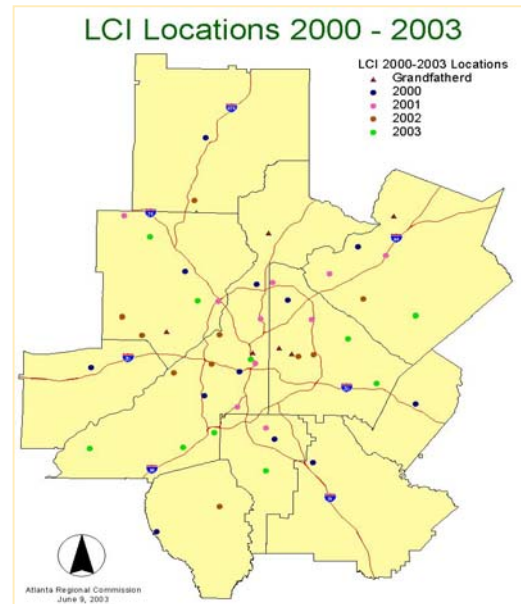 LCI Locations 2000 - 2003
LCI 2000-2003 Locations
Grandfatherd
2000
2001
2002
2003
Atlanta Regional Commission
June 9, 2003